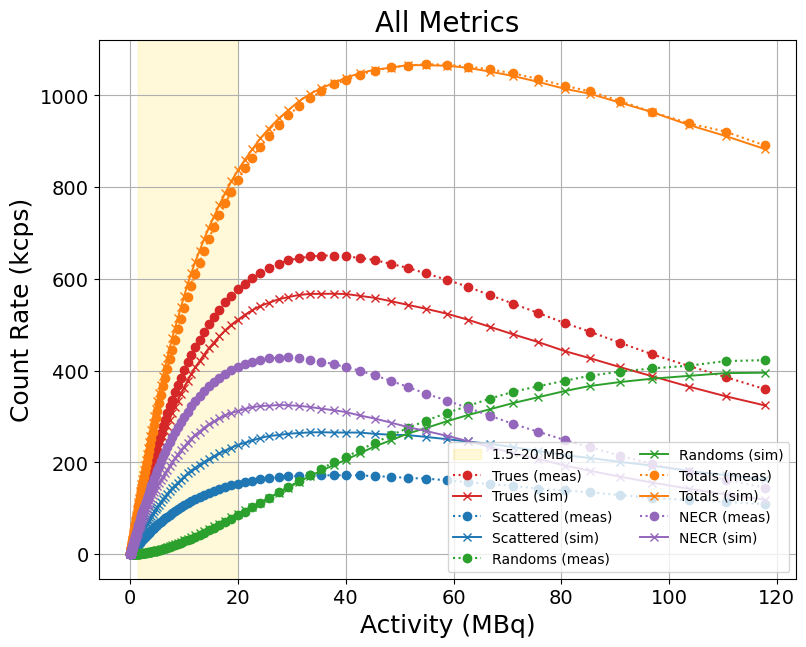 All Metrics
Count Rate (kcps)
1000
800
600
400
200
0
1.5–20 MBq
Trues (meas)
Trues (sim)
Scattered (meas)
Scattered (sim)
Randoms (meas)
Randoms (sim)
Totals (meas)
Totals (sim)
NECR (meas)
NECR (sim)
0 20 40 60 80 100 120
Activity (MBq)